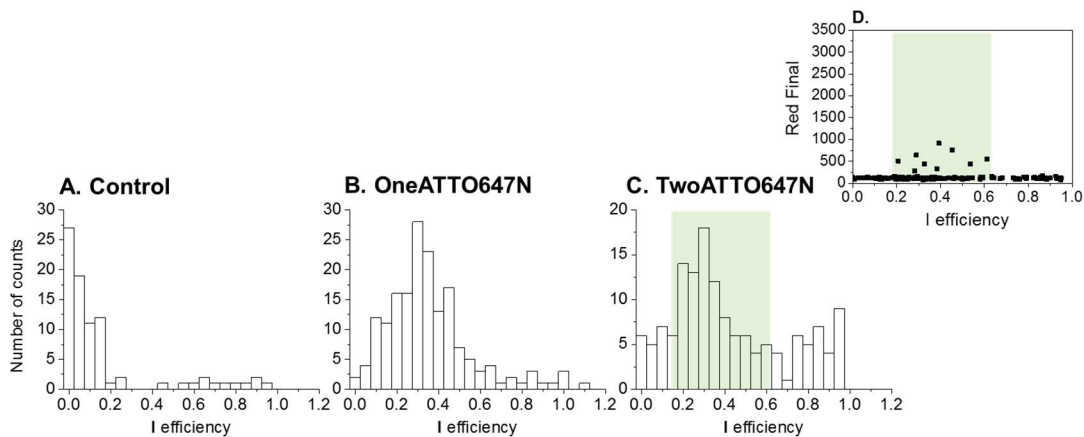 D.
3500
3000
2500
2000
1500
1000
500
0
Red Final
0.0 0.2 0.4 0.6 0.8 1.0
I efficiency
A. Control
30
25
20
15
10
5
0
Number of counts
0.0 0.2 0.4 0.6 0.8 1.0 1.2
I efficiency
B. OneATTO647N
30
25
20
15
10
5
0
0.0 0.2 0.4 0.6 0.8 1.0 1.2
I efficiency
C. TwoATTO647N
20
15
10
5
0
0.0 0.2 0.4 0.6 0.8 1.0 1.2
I efficiency